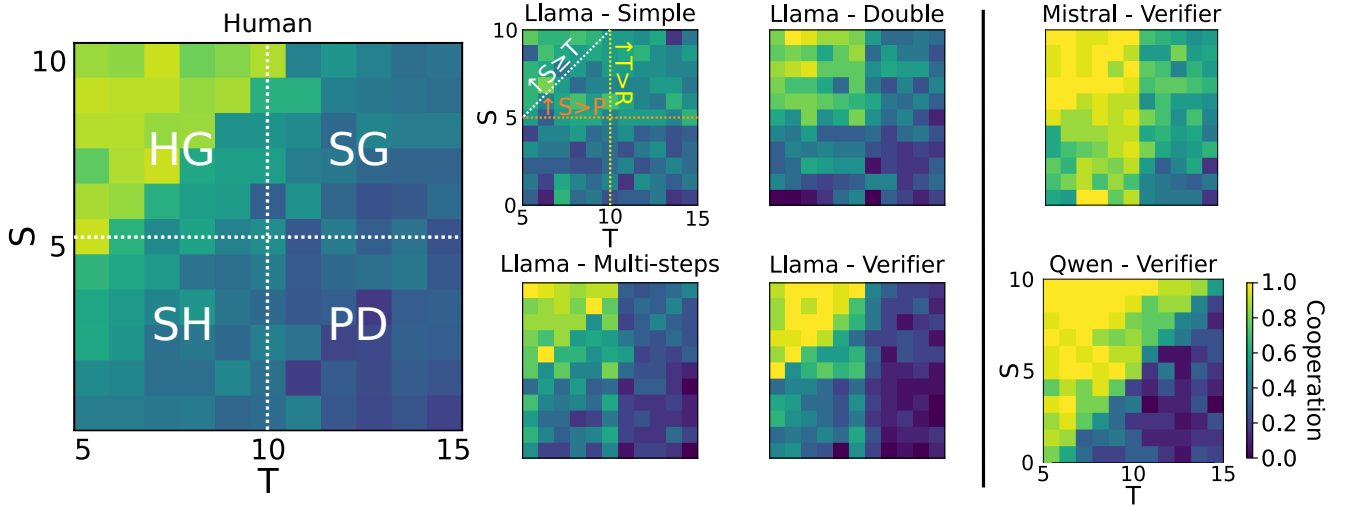 Human
10
5
S
HG
SG
SH
PD
5
10
15
T
Llama - Simple
10
5
0
S
↑S≥T
↑T>R
↑S>P
5
10
15
T
Llama - Double
Mistral - Verifier
Llama - Multi-steps
Llama - Verifier
Qwen - Verifier
10
5
0
S
5
10
15
T
1.0
0.8
0.6
0.4
0.2
0.0
Cooperation